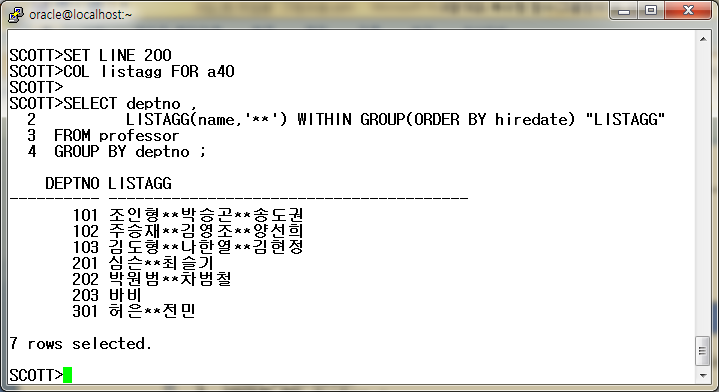 oracle@localhost:~
SCOTT>SET LINE 200
SCOTT>COL listagg FOR a40
SCOTT>
SCOTT>SELECT deptno ,
  2          LISTAGG(name,'**') WITHIN GROUP(ORDER BY hiredate) "LISTAGG"
  3  FROM professor
  4  GROUP BY deptno ;
    DEPTNO LISTAGG
---------- ----------------------------------------
       101 조인형**박승곤**송도권
       102 주승재**김영조**양선희
       103 김도형**나한열**김현정
       201 심슨**최슬기
       202 박원범**차범철
       203 바비
       301 허은**전민
7 rows selected.
SCOTT>